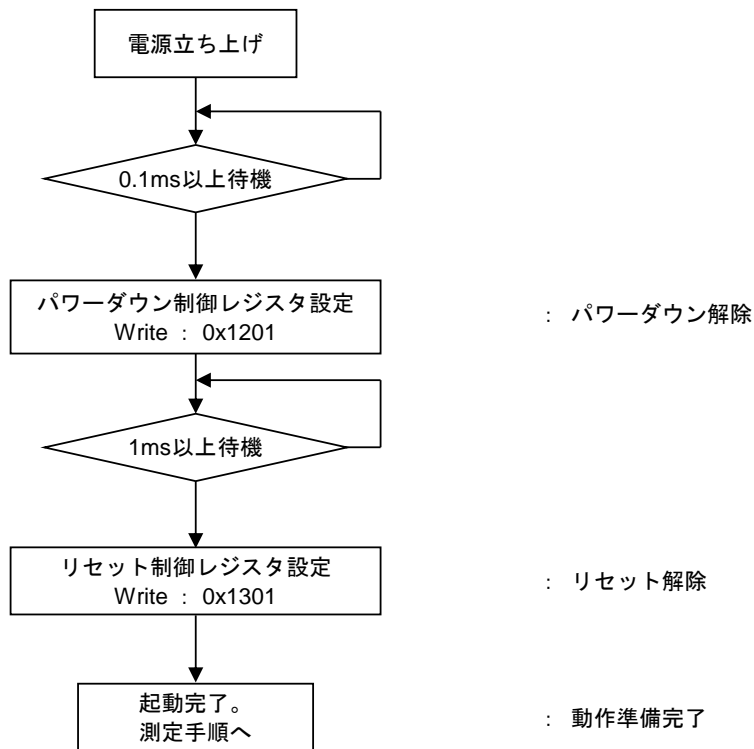 電源立ち上げ
0.1ms以上待機
パワーダウン制御レジスタ設定
Write : 0x1201
: パワーダウン解除
1ms以上待機
リセット制御レジスタ設定
Write : 0x1301
: リセット解除
起動完了。
測定手順へ
: 動作準備完了